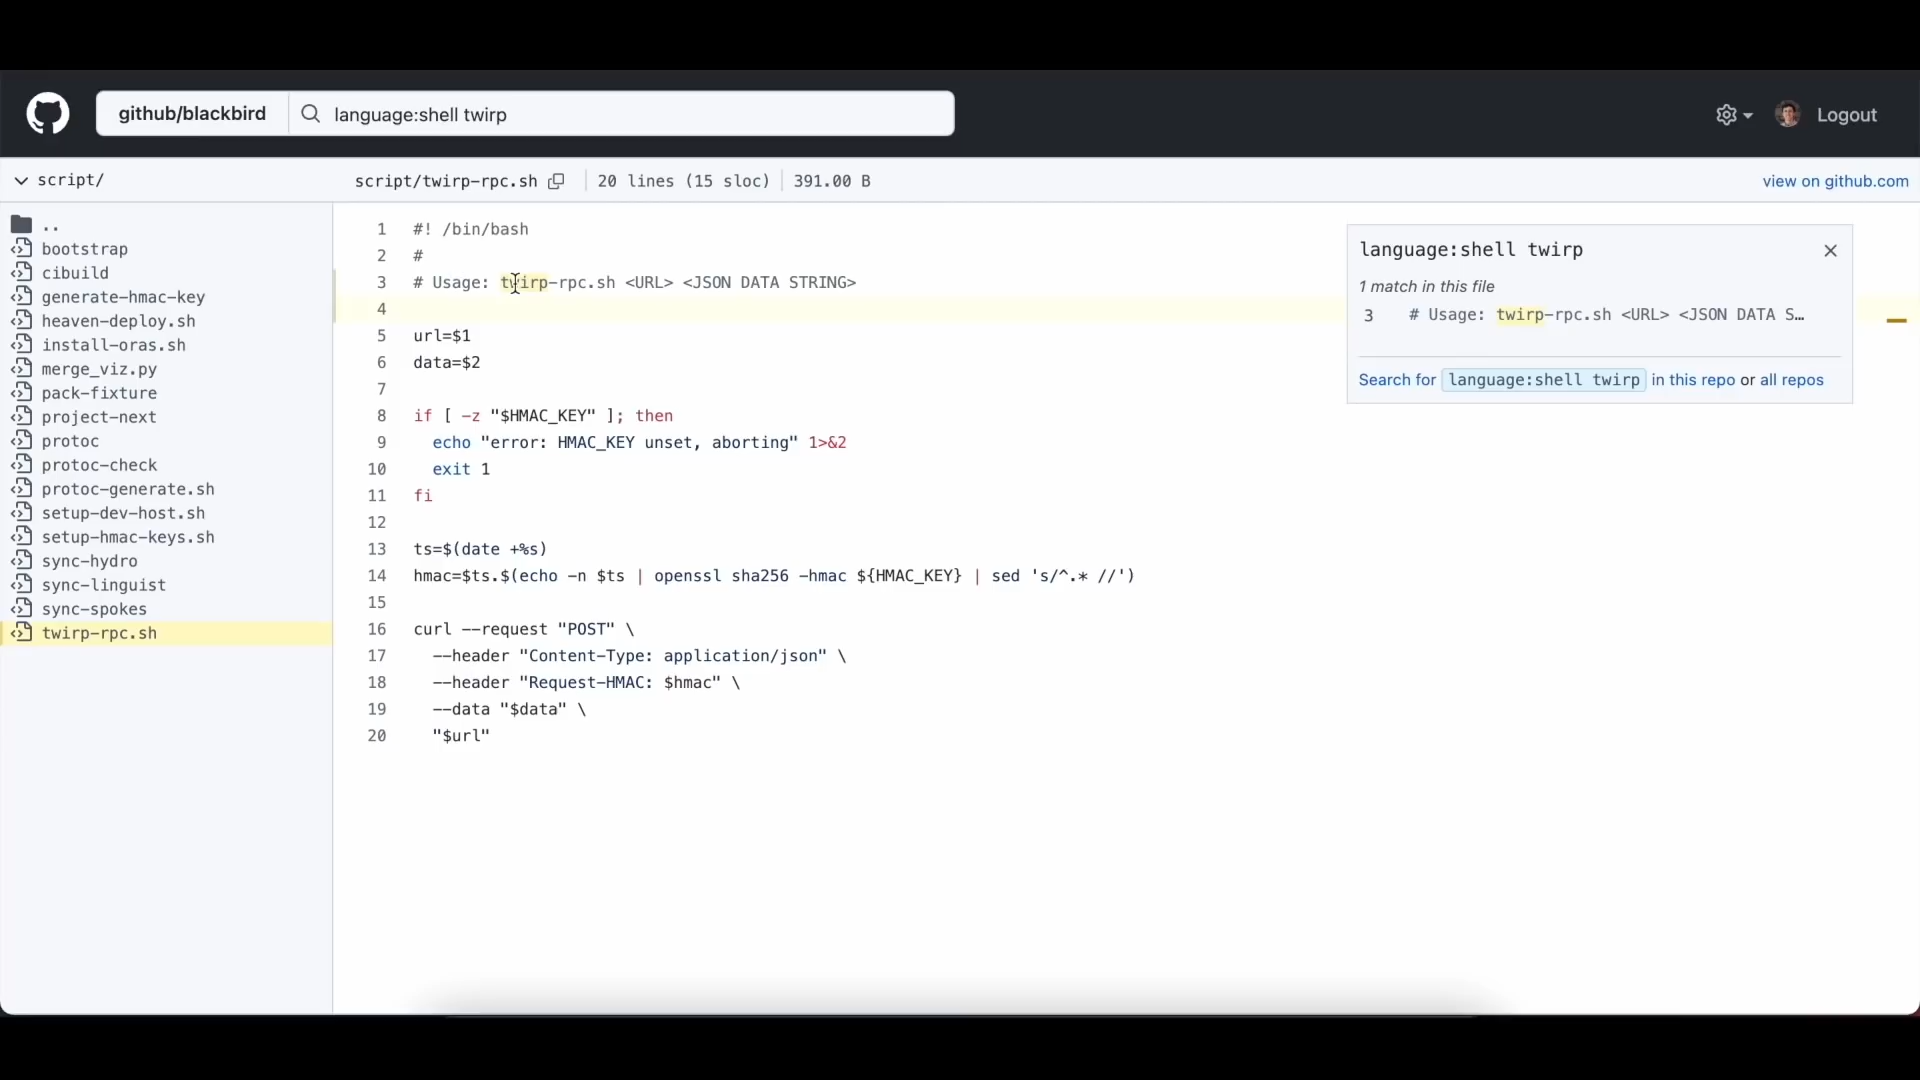 github/blackbird language:shell twirp Logout
script/ script/twirp-rpc.sh 20 lines (15 sloc) 391.00 B view on github.com
..
bootstrap
cibuild
generate-hmac-key
heaven-deploy.sh
install-oras.sh
merge_viz.py
pack-fixture
project-next
protoc
protoc-check
protoc-generate.sh
setup-dev-host.sh
setup-hmac-keys.sh
sync-hydro
sync-linguist
sync-spokes
twirp-rpc.sh
1 #! /bin/bash
2 #
3 # Usage: twirp-rpc.sh <URL> <JSON DATA STRING>
4
5 url=$1
6 data=$2
7
8 if [ -z "$HMAC_KEY" ]; then
9 echo "error: HMAC_KEY unset, aborting" 1>&2
10 exit 1
11 fi
12
13 ts=$(date +%s)
14 hmac=$ts.$(echo -n $ts | openssl sha256 -hmac ${HMAC_KEY} | sed 's/^.* //')
15
16 curl --request "POST" \
17 --header "Content-Type: application/json" \
18 --header "Request-HMAC: $hmac" \
19 --data "$data" \
20 "$url"
language:shell twirp
1 match in this file
3 # Usage: twirp-rpc.sh <URL> <JSON DATA S…
Search for language:shell twirp in this repo or all repos